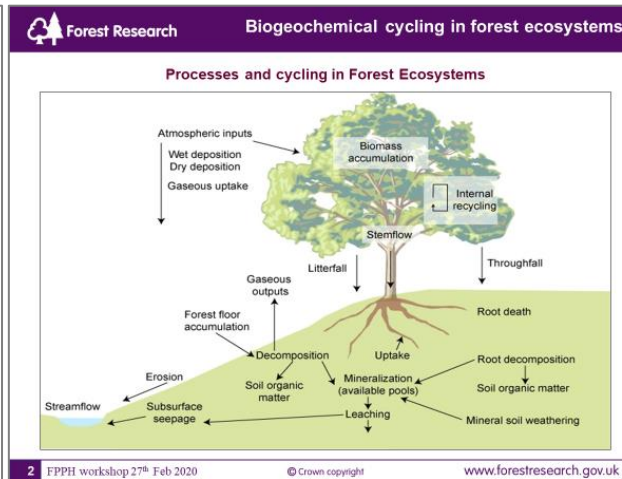 Forest Research
Biogeochemical cycling in forest ecosystems
Processes and cycling in Forest Ecosystems
Atmospheric inputs
Wet deposition
Dry deposition
Gaseous uptake
Biomass
accumulation
Internal
recycling
Stemflow
Litterfall
Throughfall
Gaseous
outputs
Root death
Forest floor
accumulation
Decomposition
Uptake
Root decomposition
Erosion
Soil organic
matter
Mineralization
(available pools)
Soil organic matter
Streamflow
Subsurface
seepage
Leaching
Mineral soil weathering
2 FPPH workshop 27th Feb 2020
© Crown copyright
www.forestresearch.gov.uk